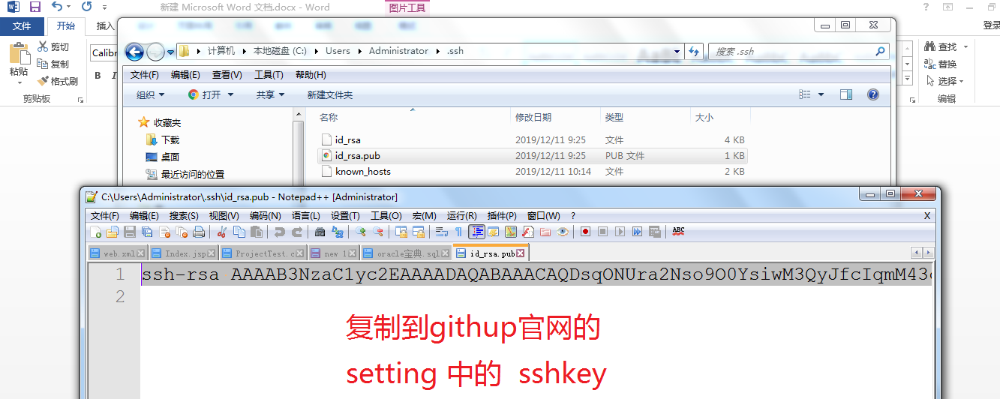 新建 Microsoft Word 文档.docx - Word
图片工具
文件
开始
插入
登录
粘贴
剪切
复制
格式刷
剪贴板
Calibr
B I
查找
替换
选择
编辑
计算机 本地磁盘 (C:) Users Administrator .ssh
搜索 .ssh
文件(F) 编辑(E) 查看(V) 工具(T) 帮助(H)
组织 打开 共享 新建文件夹
收藏夹
下载
桌面
最近访问的位置
名称 修改日期 类型 大小
id_rsa 2019/12/11 9:25 文件 4 KB
id_rsa.pub 2019/12/11 9:25 PUB 文件 1 KB
known_hosts 2019/12/11 10:14 文件 2 KB
C:\Users\Administrator\.ssh\id_rsa.pub - Notepad++ [Administrator]
文件(F) 编辑(E) 搜索(S) 视图(V) 编码(N) 语言(L) 设置(T) 工具(O) 宏(M) 运行(R) 插件(P) 窗口(W) ? X
ABC
web.xml Index.jsp ProjectTest.c new 1 oracle宝典.sql id_rsa.pub
1 ssh-rsa AAAAB3NzaC1yc2EAAAADAQABAAACAQDsqONUra2Nso9O0YsiwM3QyJfcIqmM43
2
复制到githup官网的
setting 中的 sshkey